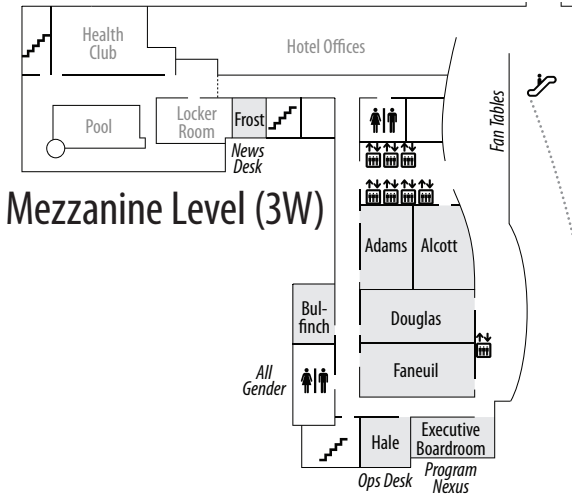 Health
Club
Hotel Offices
Pool
Locker
Room
Frost
News
Desk
Fan Tables
Mezzanine Level (3W)
Adams
Alcott
Bul-
finch
Douglas
All
Gender
Faneuil
Hale
Executive
Boardroom
Ops Desk
Program
Nexus